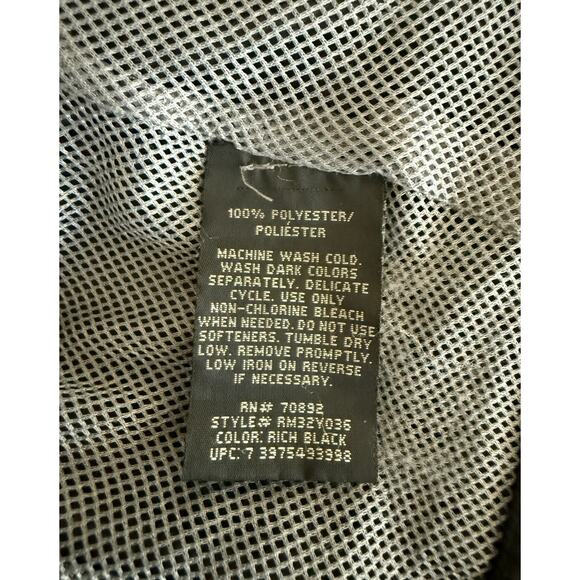 100% POLYESTER/
POLIÉSTER
MACHINE WASH COLD.
WASH DARK COLORS
SEPARATELY. DELICATE
CYCLE. USE ONLY
NON-CHLORINE BLEACH
WHEN NEEDED. DO NOT USE
SOFTENERS. TUMBLE DRY
LOW. REMOVE PROMPTLY.
LOW IRON ON REVERSE
IF NECESSARY.
RN# 70892
STYLE# RM32Y036
COLOR: RICH BLACK
UPC: 7 3975493998